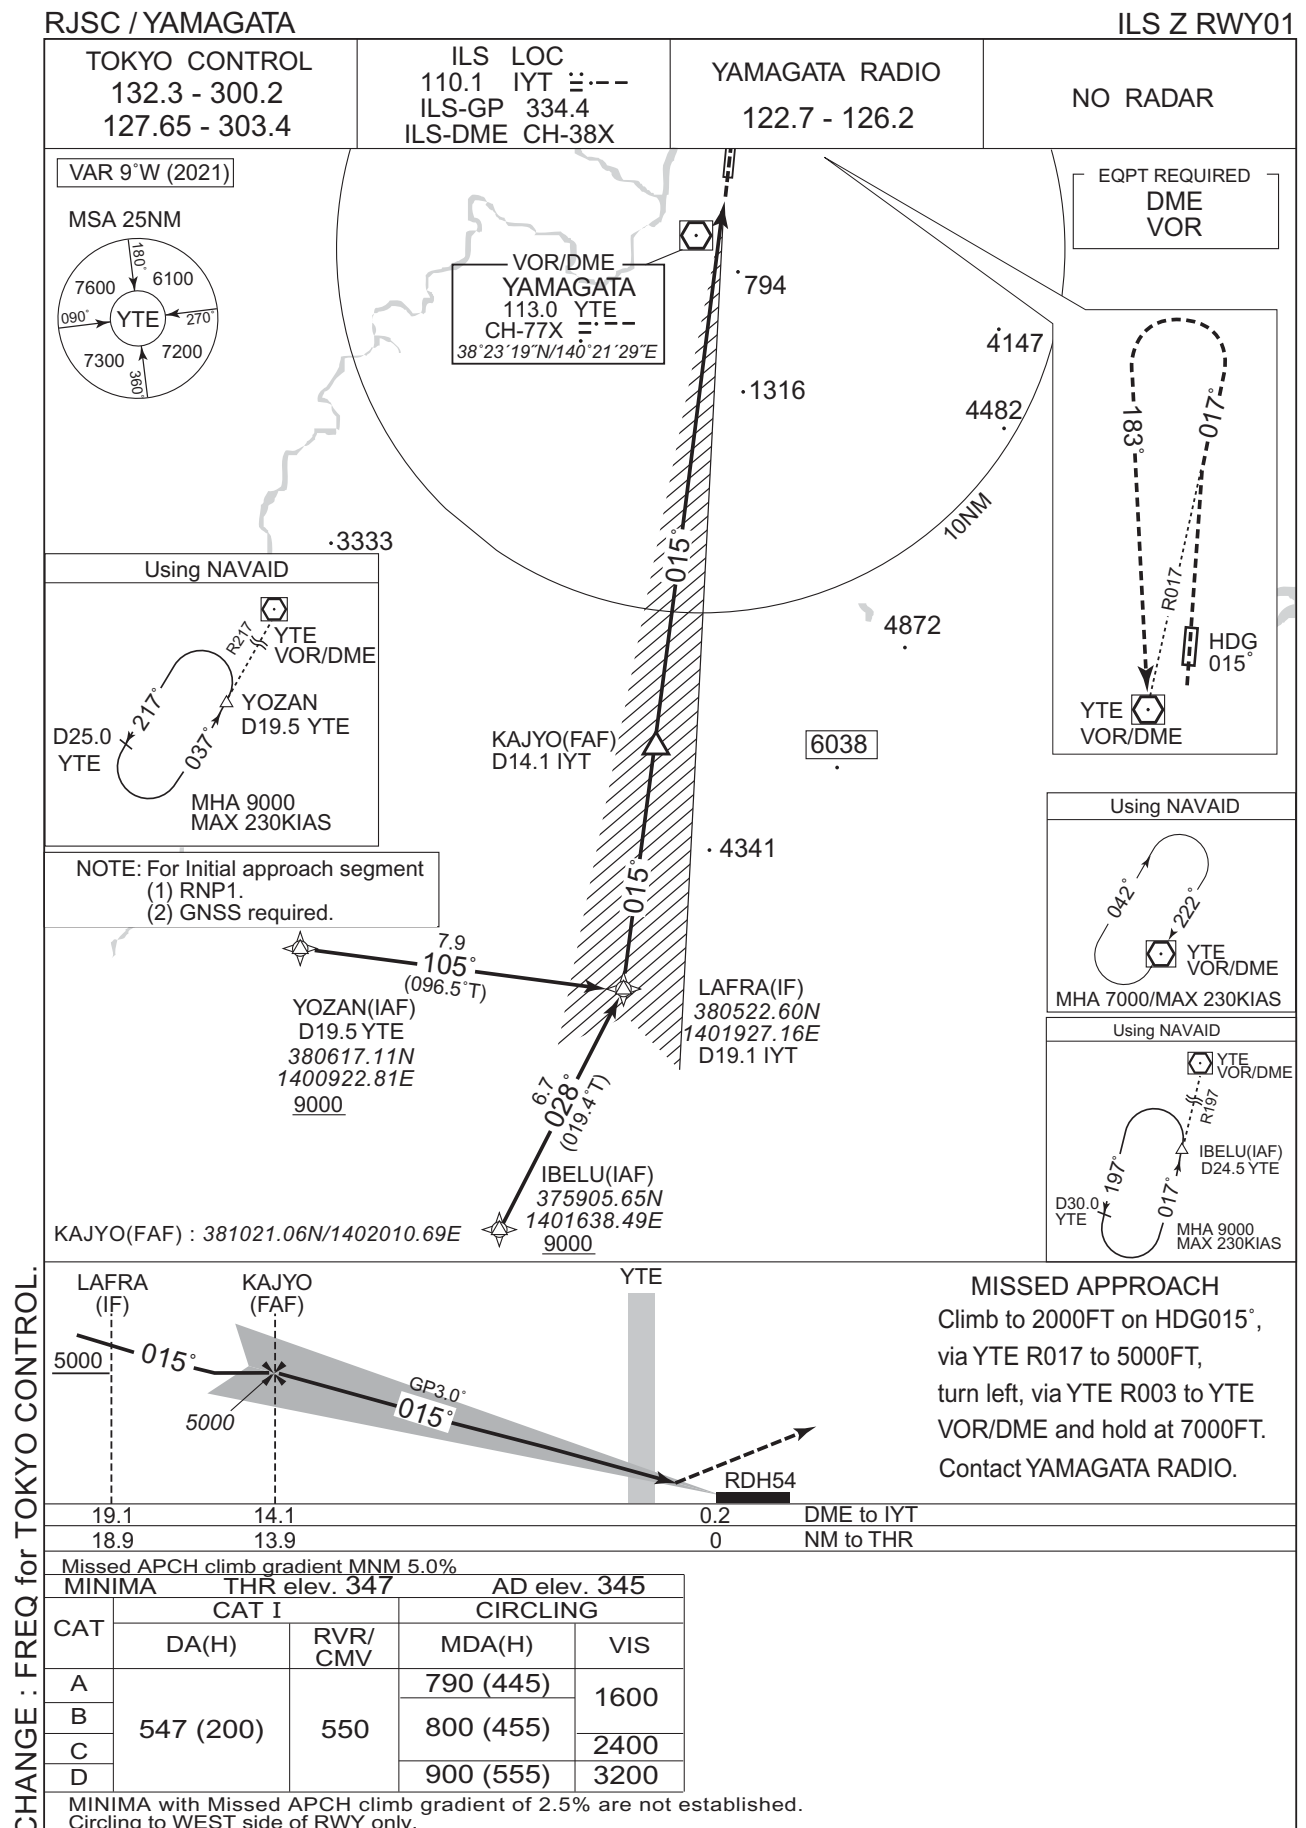 RJSC / YAMAGATA
ILS Z RWY01
TOKYO CONTROL
132.3 - 300.2
127.65 - 303.4
ILS LOC
110.1 IYT
ILS-GP 334.4
ILS-DME CH-38X
YAMAGATA RADIO
122.7 - 126.2
NO RADAR
VAR 9˚W (2021)
MSA 25NM
180˚
7600
6100
090˚
YTE
270˚
7300
7200
360˚
EQPT REQUIRED
DME
VOR
VOR/DME
YAMAGATA
113.0 YTE
CH-77X
38˚23´19˝N/140˚21´29˝E
794
4147
1316
4482
10NM
3333
015˚
4872
183˚
017˚
R017
HDG
015˚
YTE
VOR/DME
Using NAVAID
YTE
VOR/DME
R217
YOZAN
D19.5 YTE
217˚
037˚
D25.0
YTE
MHA 9000
MAX 230KIAS
KAJYO(FAF)
D14.1 IYT
6038
4341
015˚
NOTE: For Initial approach segment
(1) RNP1.
(2) GNSS required.
Using NAVAID
042˚
222˚
YTE
VOR/DME
MHA 7000/MAX 230KIAS
7.9
105˚
(096.5˚T)
YOZAN(IAF)
D19.5 YTE
380617.11N
1400922.81E
9000
LAFRA(IF)
380522.60N
1401927.16E
D19.1 IYT
6.7
028˚
(019.4˚T)
IBELU(IAF)
375905.65N
1401638.49E
9000
Using NAVAID
YTE
VOR/DME
R197
IBELU(IAF)
D24.5 YTE
197˚
017˚
D30.0
YTE
MHA 9000
MAX 230KIAS
KAJYO(FAF) : 381021.06N/1402010.69E
LAFRA
(IF)
KAJYO
(FAF)
YTE
5000
015˚
5000
GP3.0˚
015˚
RDH54
MISSED APPROACH
Climb to 2000FT on HDG015˚,
via YTE R017 to 5000FT,
turn left, via YTE R003 to YTE
VOR/DME and hold at 7000FT.
Contact YAMAGATA RADIO.
19.1 14.1 0.2 DME to IYT
18.9 13.9 0 NM to THR
Missed APCH climb gradient MNM 5.0%
MINIMA THR elev. 347 AD elev. 345
CAT
CAT I
CIRCLING
DA(H)
RVR/
CMV
MDA(H)
VIS
A
B
C
D
547 (200)
550
790 (445)
800 (455)
900 (555)
1600
2400
3200
MINIMA with Missed APCH climb gradient of 2.5% are not established.
Circling to WEST side of RWY only.
CHANGE : FREQ for TOKYO CONTROL.